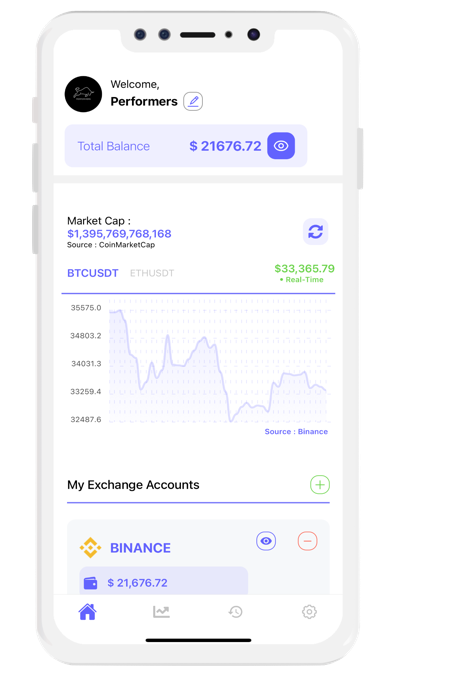 Welcome,
Performers
Total Balance $ 21676.72
Market Cap :
$1,395,769,768,168
Source : CoinMarketCap
BTCUSDT ETHUSDT $33,365.79
• Real-Time
35575.0
34803.2
34031.3
33259.4
32487.6
Source : Binance
My Exchange Accounts
BINANCE
$ 21,676.72